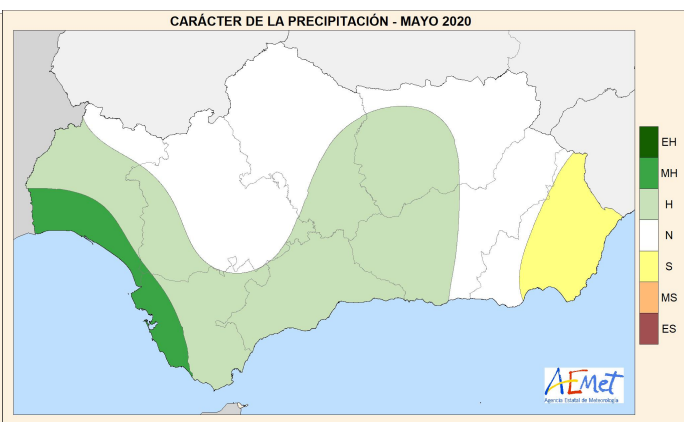 CARÁCTER DE LA PRECIPITACIÓN - MAYO 2020
EH
MH
H
N
S
MS
ES
AEMet
Agencia Estatal de Meteorología